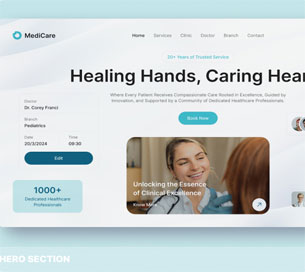 MediCare
Home Services Clinic Doctor Branch Contact
30+ Years of Trusted Service
Healing Hands, Caring Hear
Where Every Patient Receives Compassionate Care Rooted in Excellence, Guided by
Innovation, and Supported by a Community of Dedicated Healthcare Professionals.
Book Now
Doctor
Dr. Corey Franci
Branch
Pediatrics
Date Time
20/3/2024 09:30
Edit
1000+
Dedicated Healthcare
Professionals
Unlocking the Essence
of Clinical Excellence
Know More
HERO SECTION